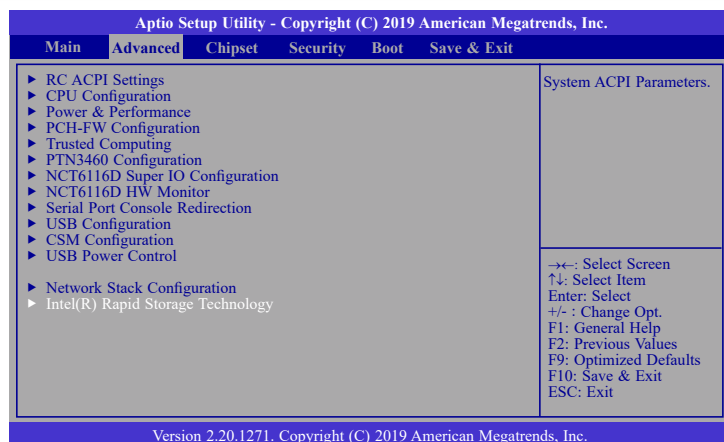 Aptio Setup Utility - Copyright (C) 2019 American Megatrends, Inc.
Main Advanced Chipset Security Boot Save & Exit
► RC ACPI Settings
► CPU Configuration
► Power & Performance
► PCH-FW Configuration
► Trusted Computing
► PTN3460 Configuration
► NCT6116D Super IO Configuration
► NCT6116D HW Monitor
► Serial Port Console Redirection
► USB Configuration
► CSM Configuration
► USB Power Control
► Network Stack Configuration
► Intel(R) Rapid Storage Technology
System ACPI Parameters.
→←: Select Screen
↑↓: Select Item
Enter: Select
+/- : Change Opt.
F1: General Help
F2: Previous Values
F9: Optimized Defaults
F10: Save & Exit
ESC: Exit
Version 2.20.1271. Copyright (C) 2019 American Megatrends, Inc.